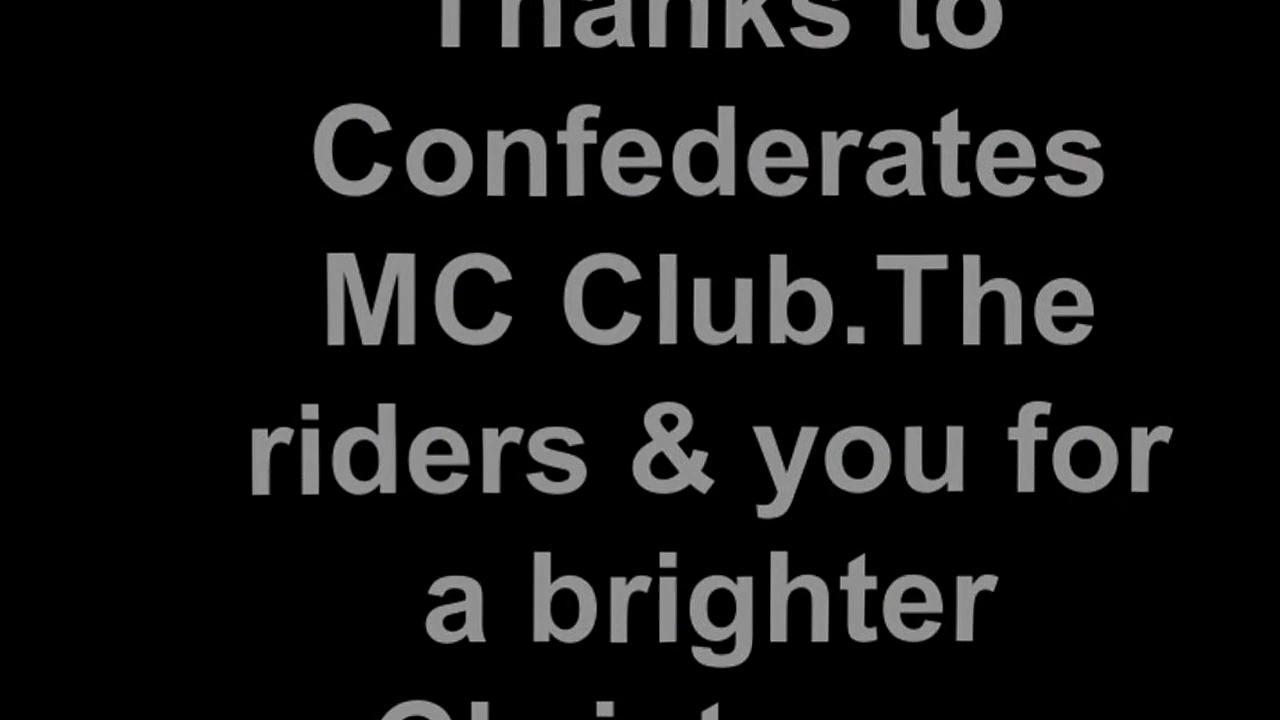 Thanks to
Confederates
MC Club.The
riders & you for
a brighter